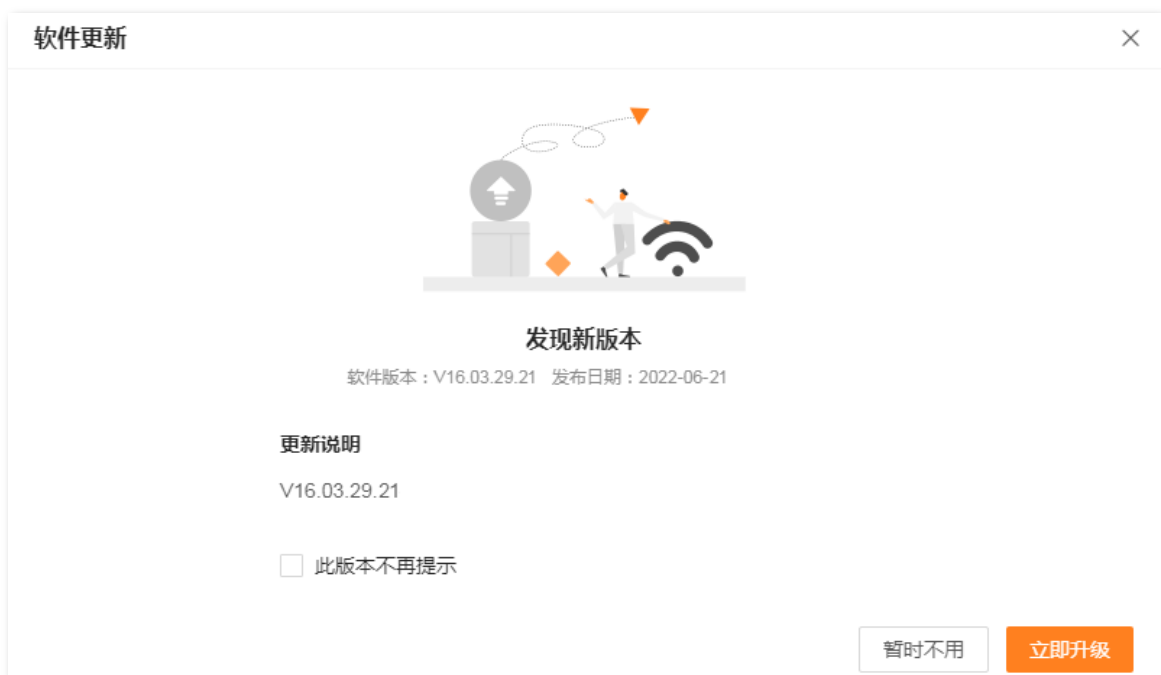 软件更新
发现新版本
软件版本：V16.03.29.21 发布日期：2022-06-21
更新说明
V16.03.29.21
此版本不再提示
暂时不用 立即升级